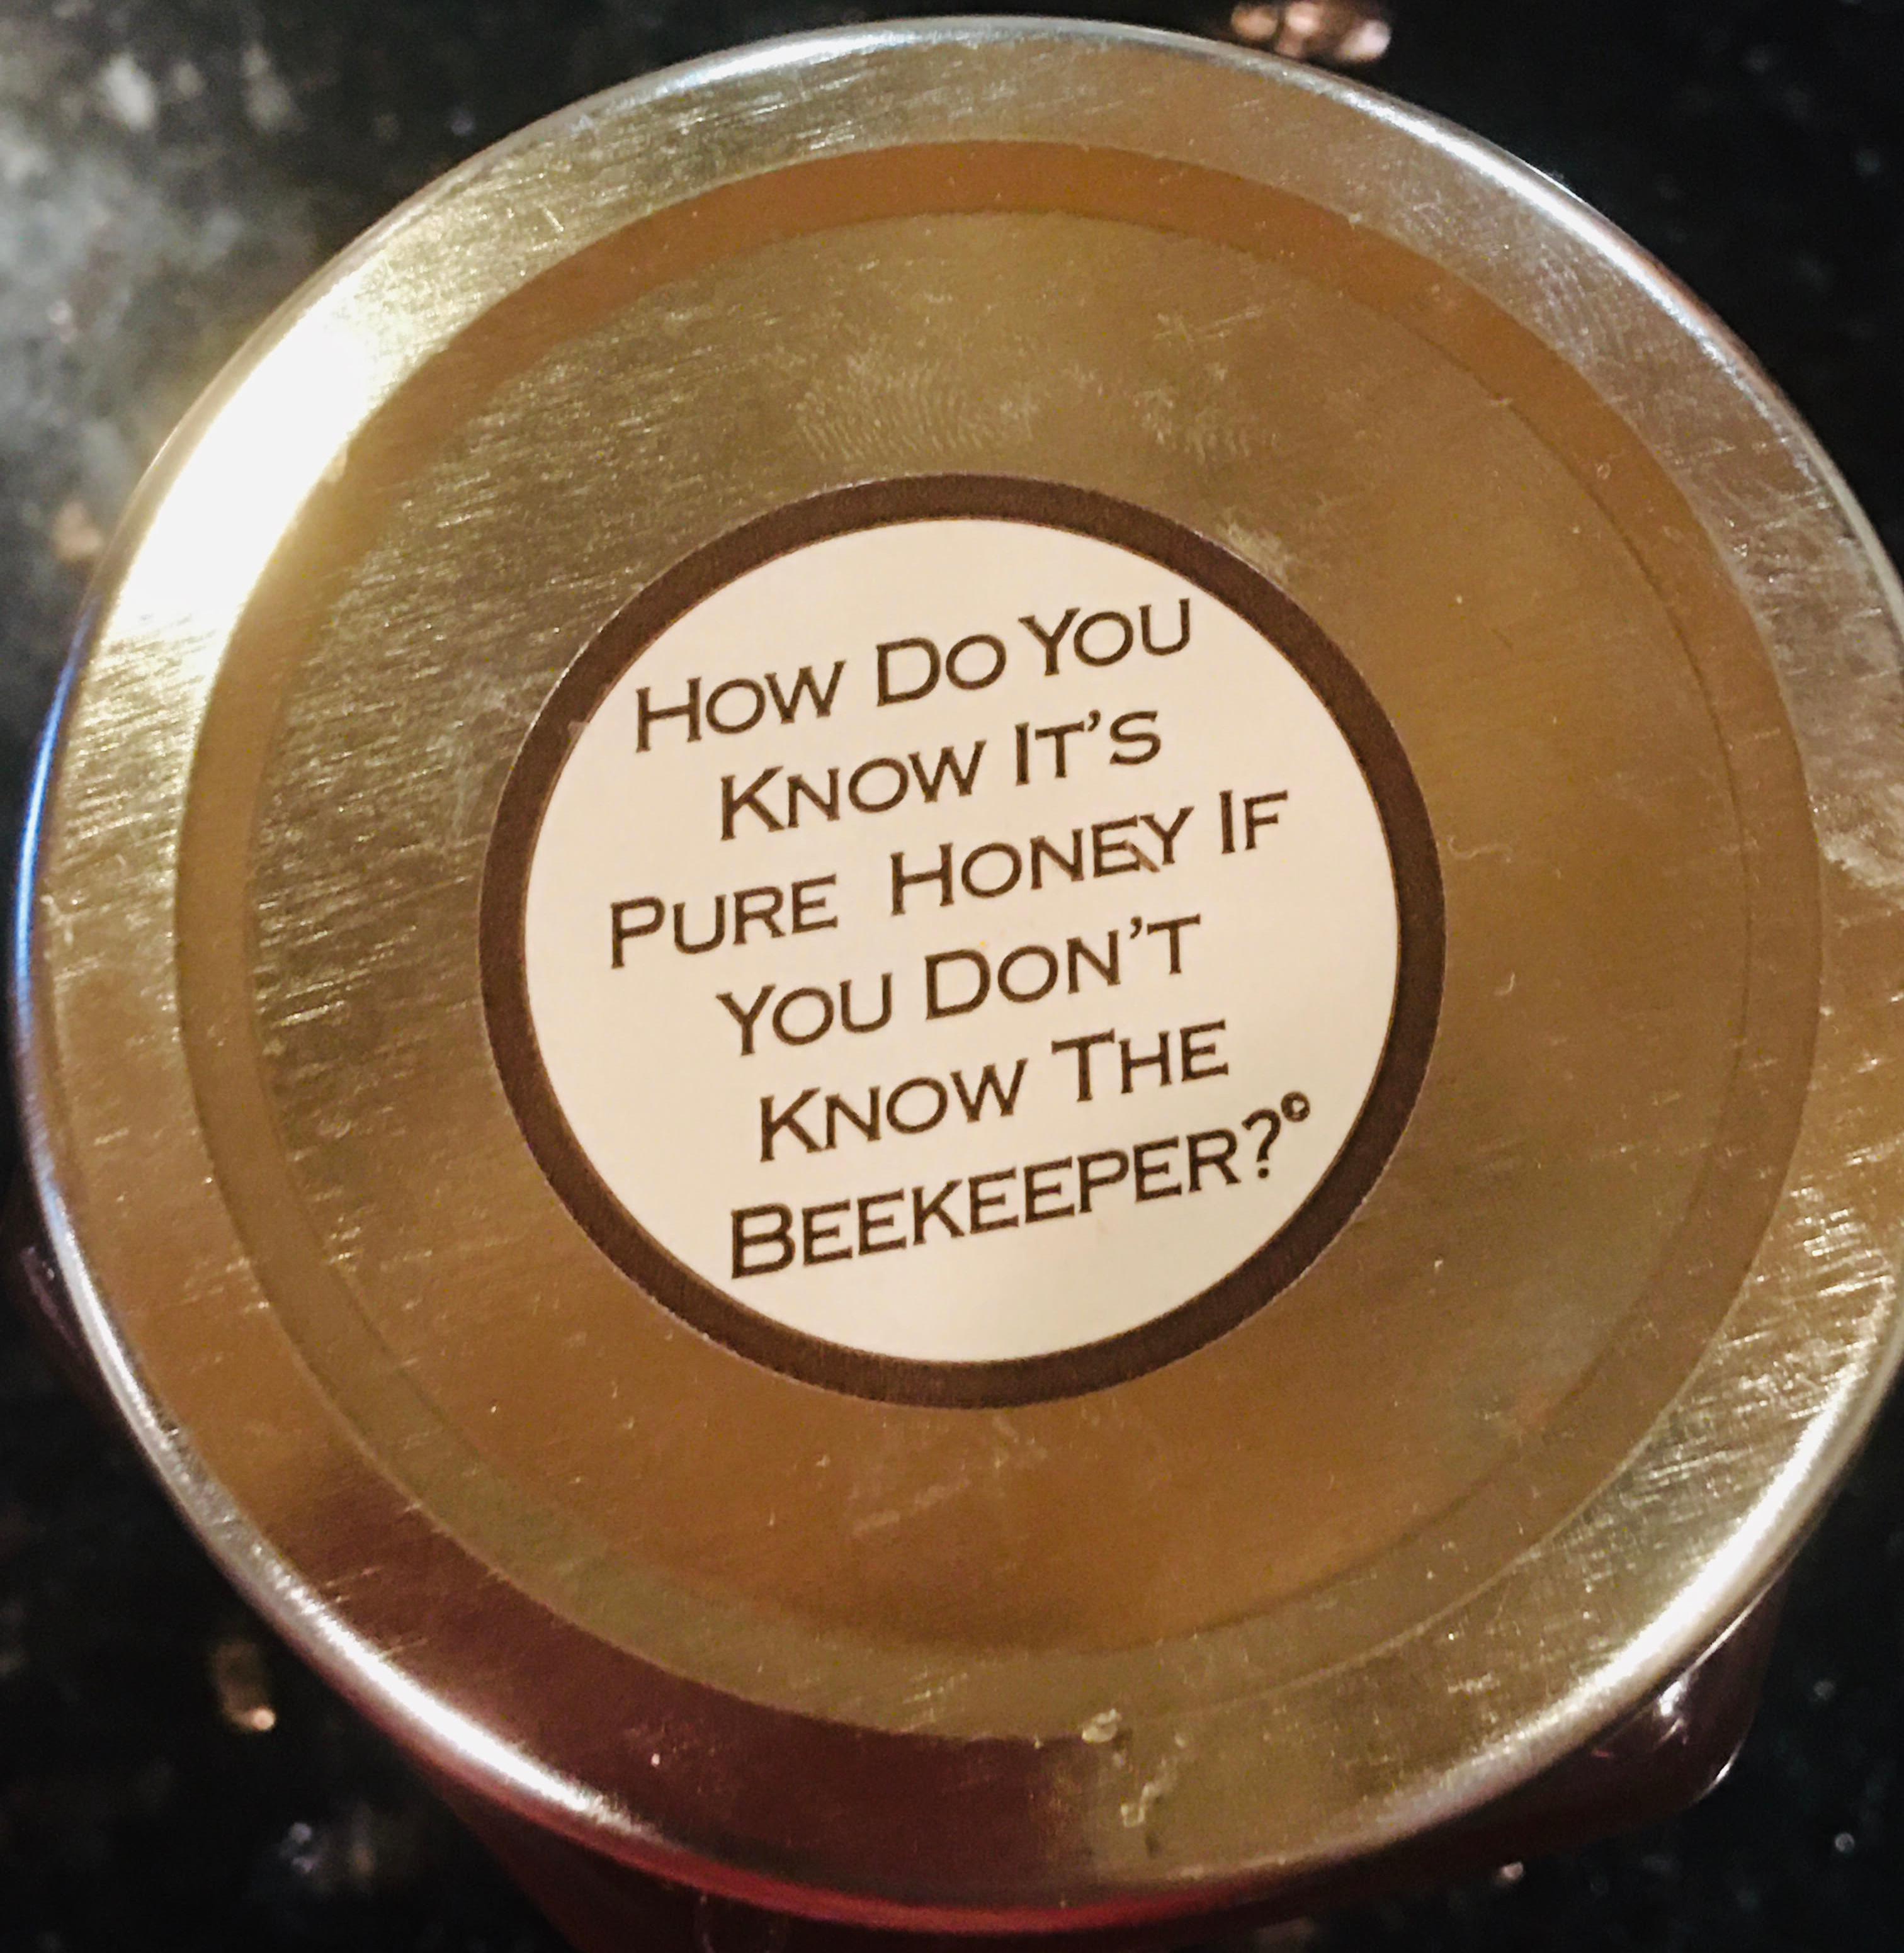 How Do You
Know It's
Pure Honey If
You Don't
Know The
Beekeeper?©